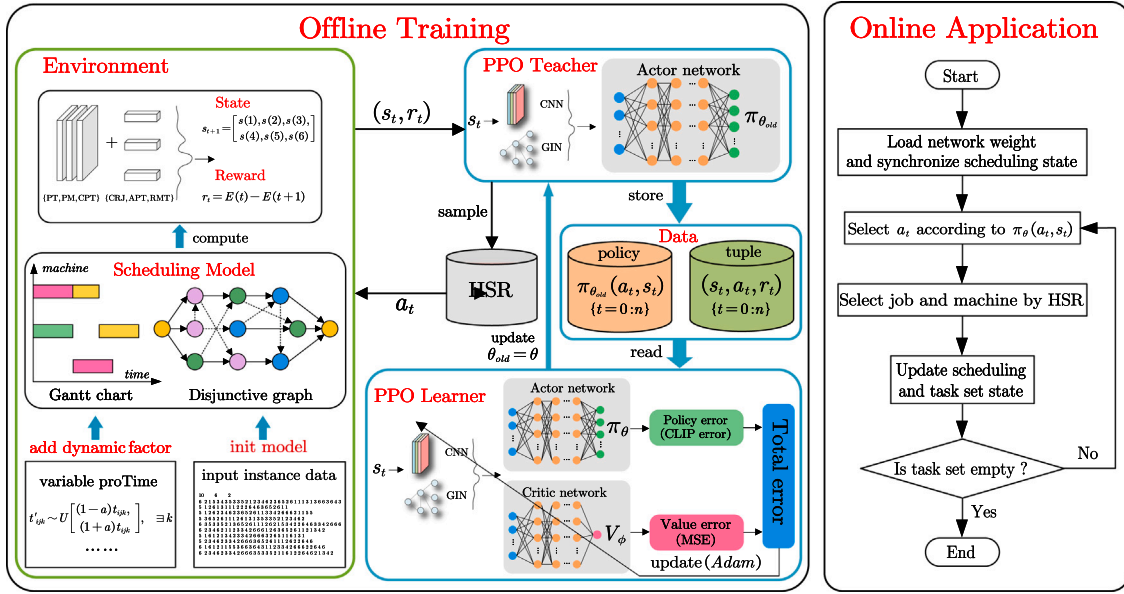 Offline Training
Environment
State
s_{t+1} = [s(1),s(2),s(3),
s(4),s(5),s(6)]
+
Reward
r_t = E(t) − E(t+1)
{PT,PM,CPT} {CRJ,APT,RMT}
compute
Scheduling Model
machine
time
Gantt chart
Disjunctive graph
add dynamic factor
init model
variable proTime
t'_{ijk} ~ U[(1−a)t_{ijk},
(1+a)t_{ijk}], ∃k
......
input instance data
10 6 2
(s_t, r_t)
sample
HSR
a_t
PPO Teacher
s_t
CNN
GIN
Actor network
π_{θ_old}
store
Data
policy
π_{θ_old}(a_t, s_t)
{t=0:n}
tuple
(s_t, a_t, r_t)
{t=0:n}
read
update
θ_old = θ
PPO Learner
s_t
CNN
GIN
Actor network
π_θ
Policy error
(CLIP error)
Critic network
V_ϕ
Value error
(MSE)
Total error
update(Adam)
Online Application
Start
Load network weight
and synchronize scheduling state
Select a_t according to π_θ(a_t, s_t)
Select job and machine by HSR
Update scheduling
and task set state
Is task set empty ?
No
Yes
End